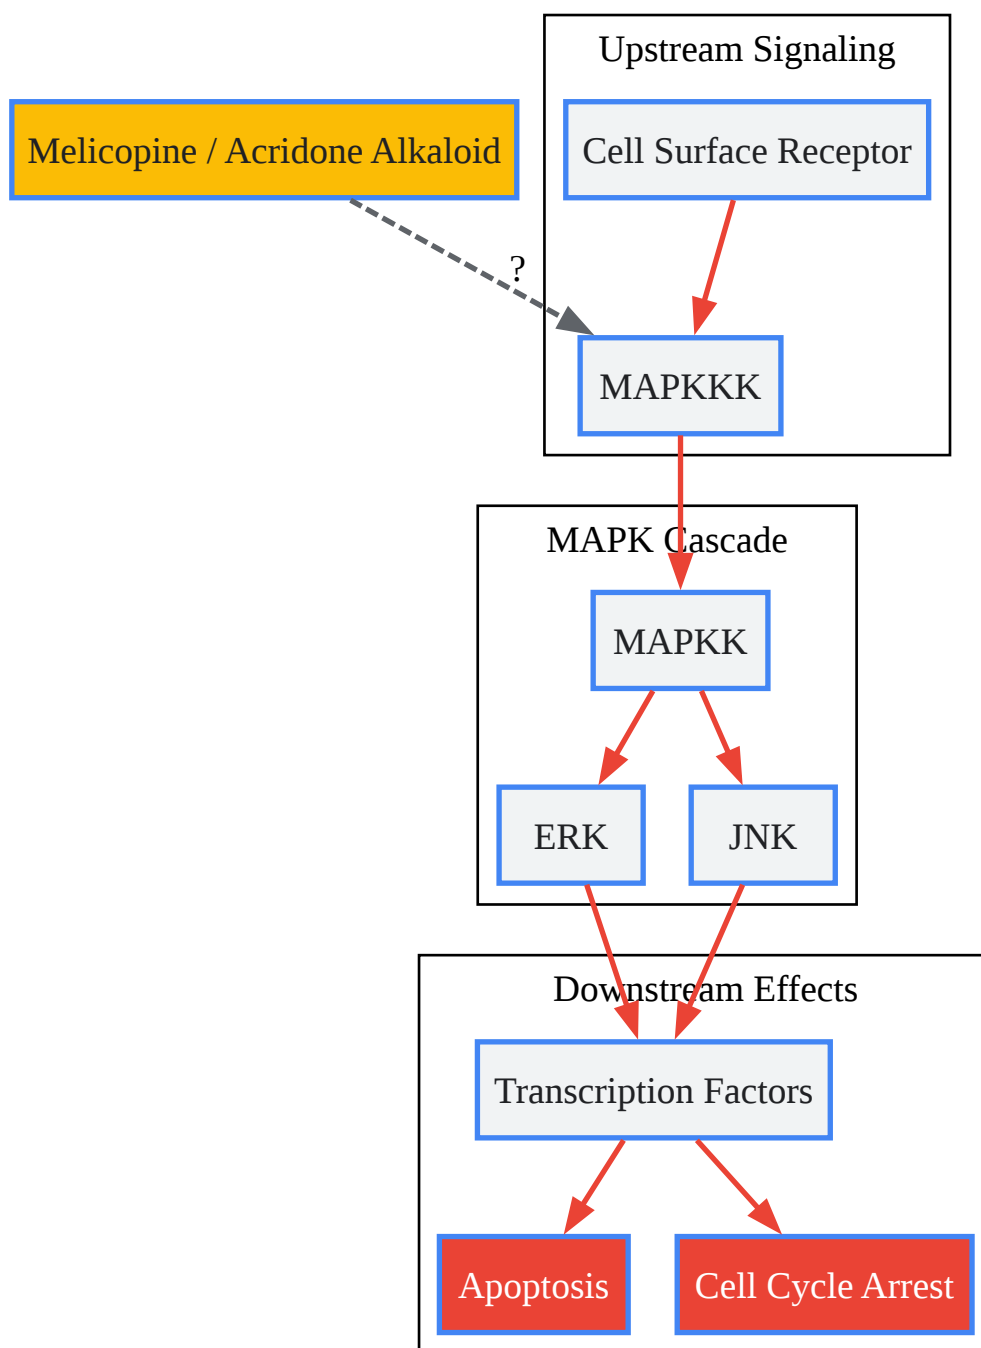 Upstream Signaling
Melicopine / Acridone Alkaloid
Cell Surface Receptor
?
MAPKKK
MAPK Cascade
MAPKK
ERK
JNK
Downstream Effects
Transcription Factors
Apoptosis
Cell Cycle Arrest